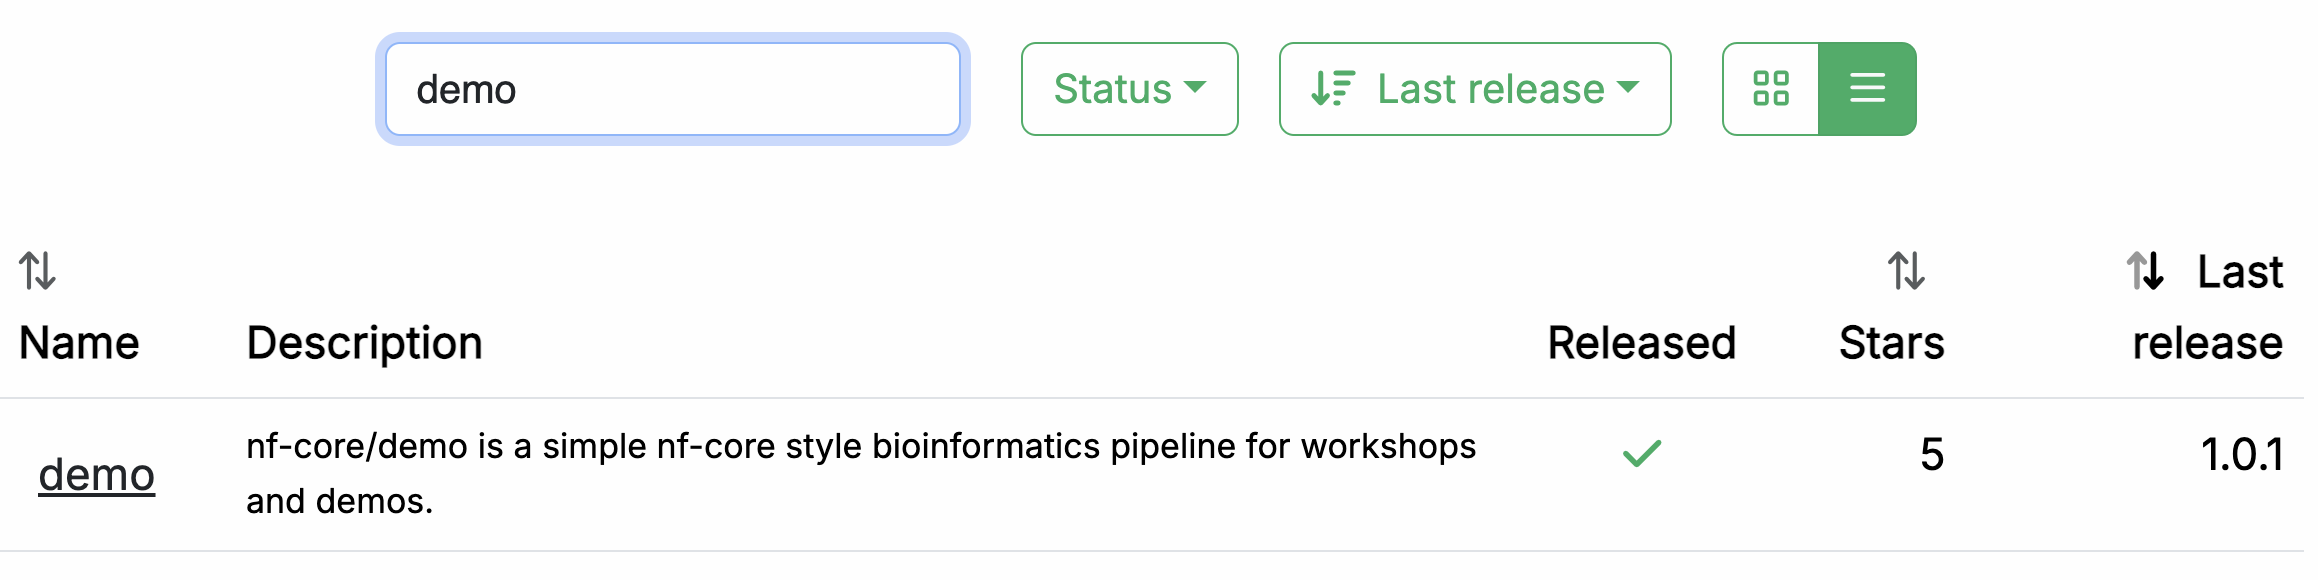 demo
Status
Last release
Name
Description
Released
Stars
Last
release
demo
nf-core/demo is a simple nf-core style bioinformatics pipeline for workshops
and demos.
5
1.0.1